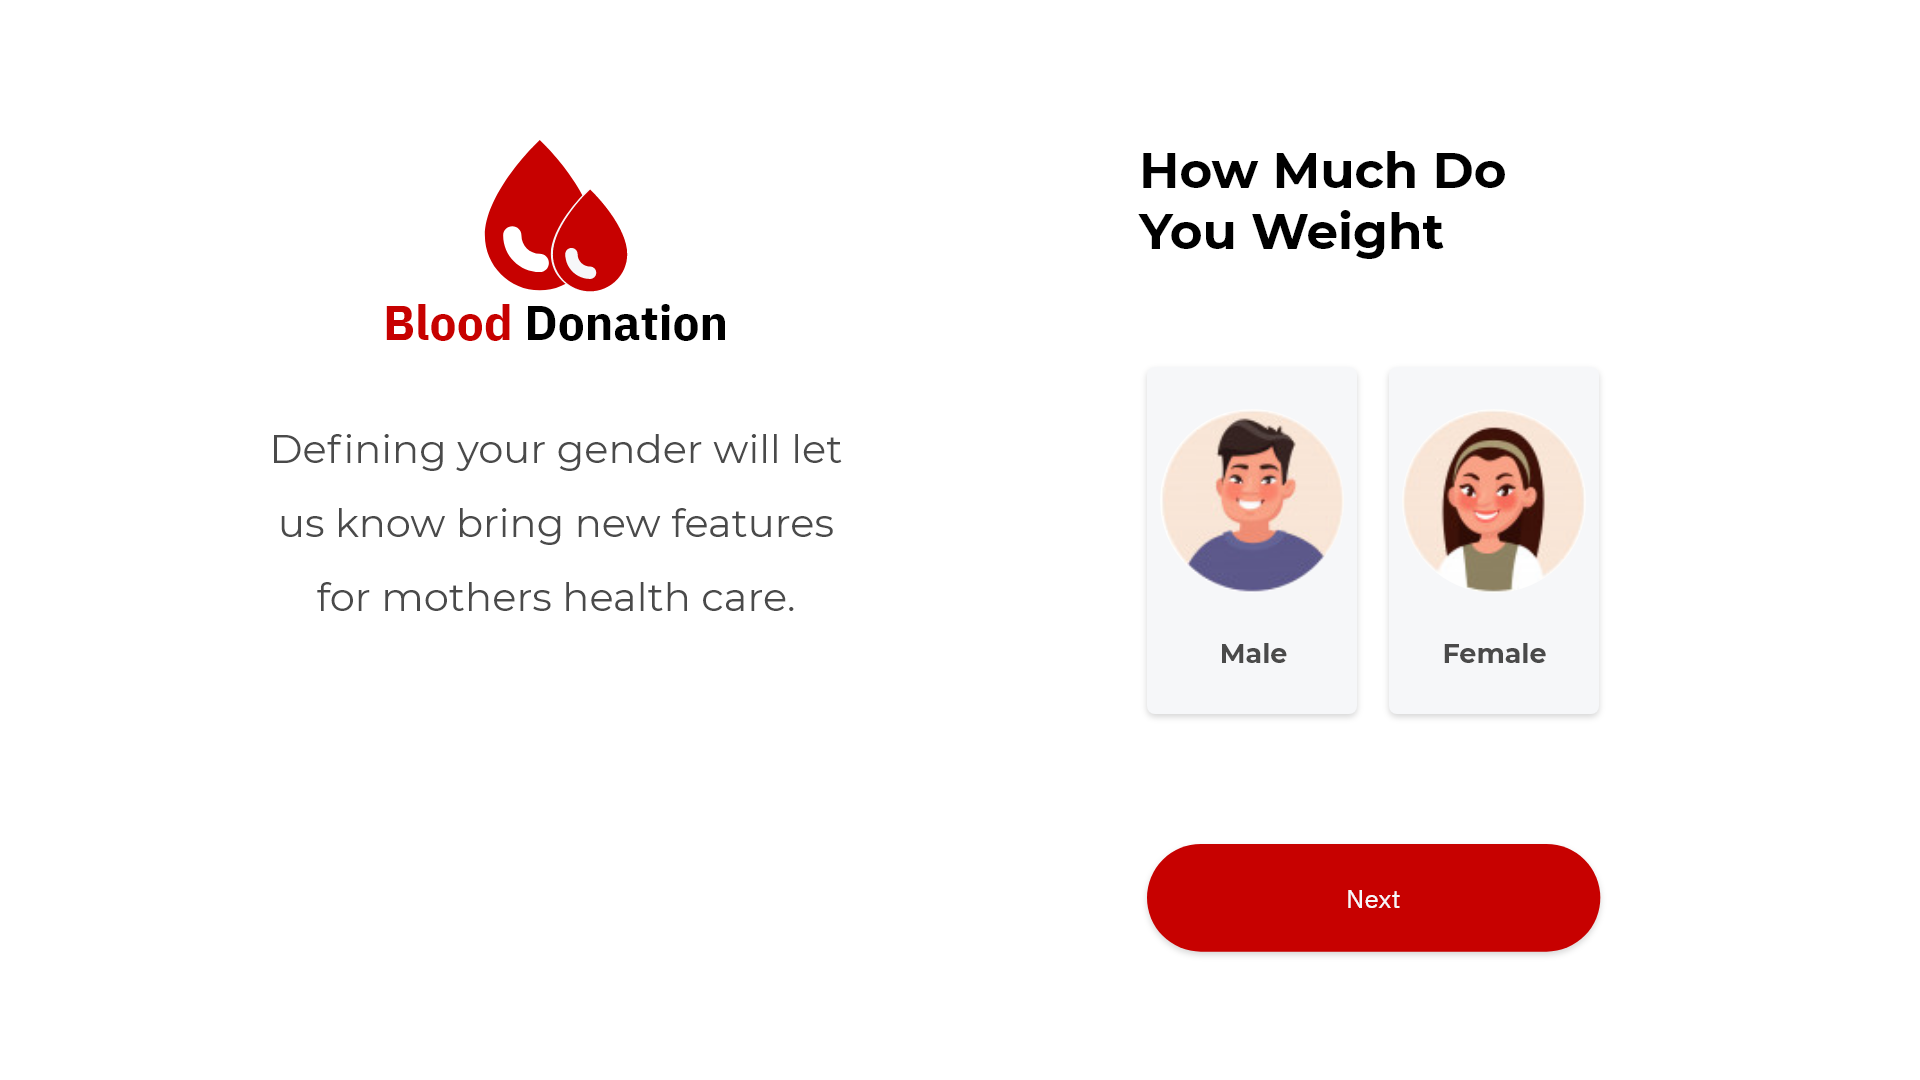 Blood Donation
Defining your gender will let
us know bring new features
for mothers health care.
How Much Do
You Weight
Male
Female
Next